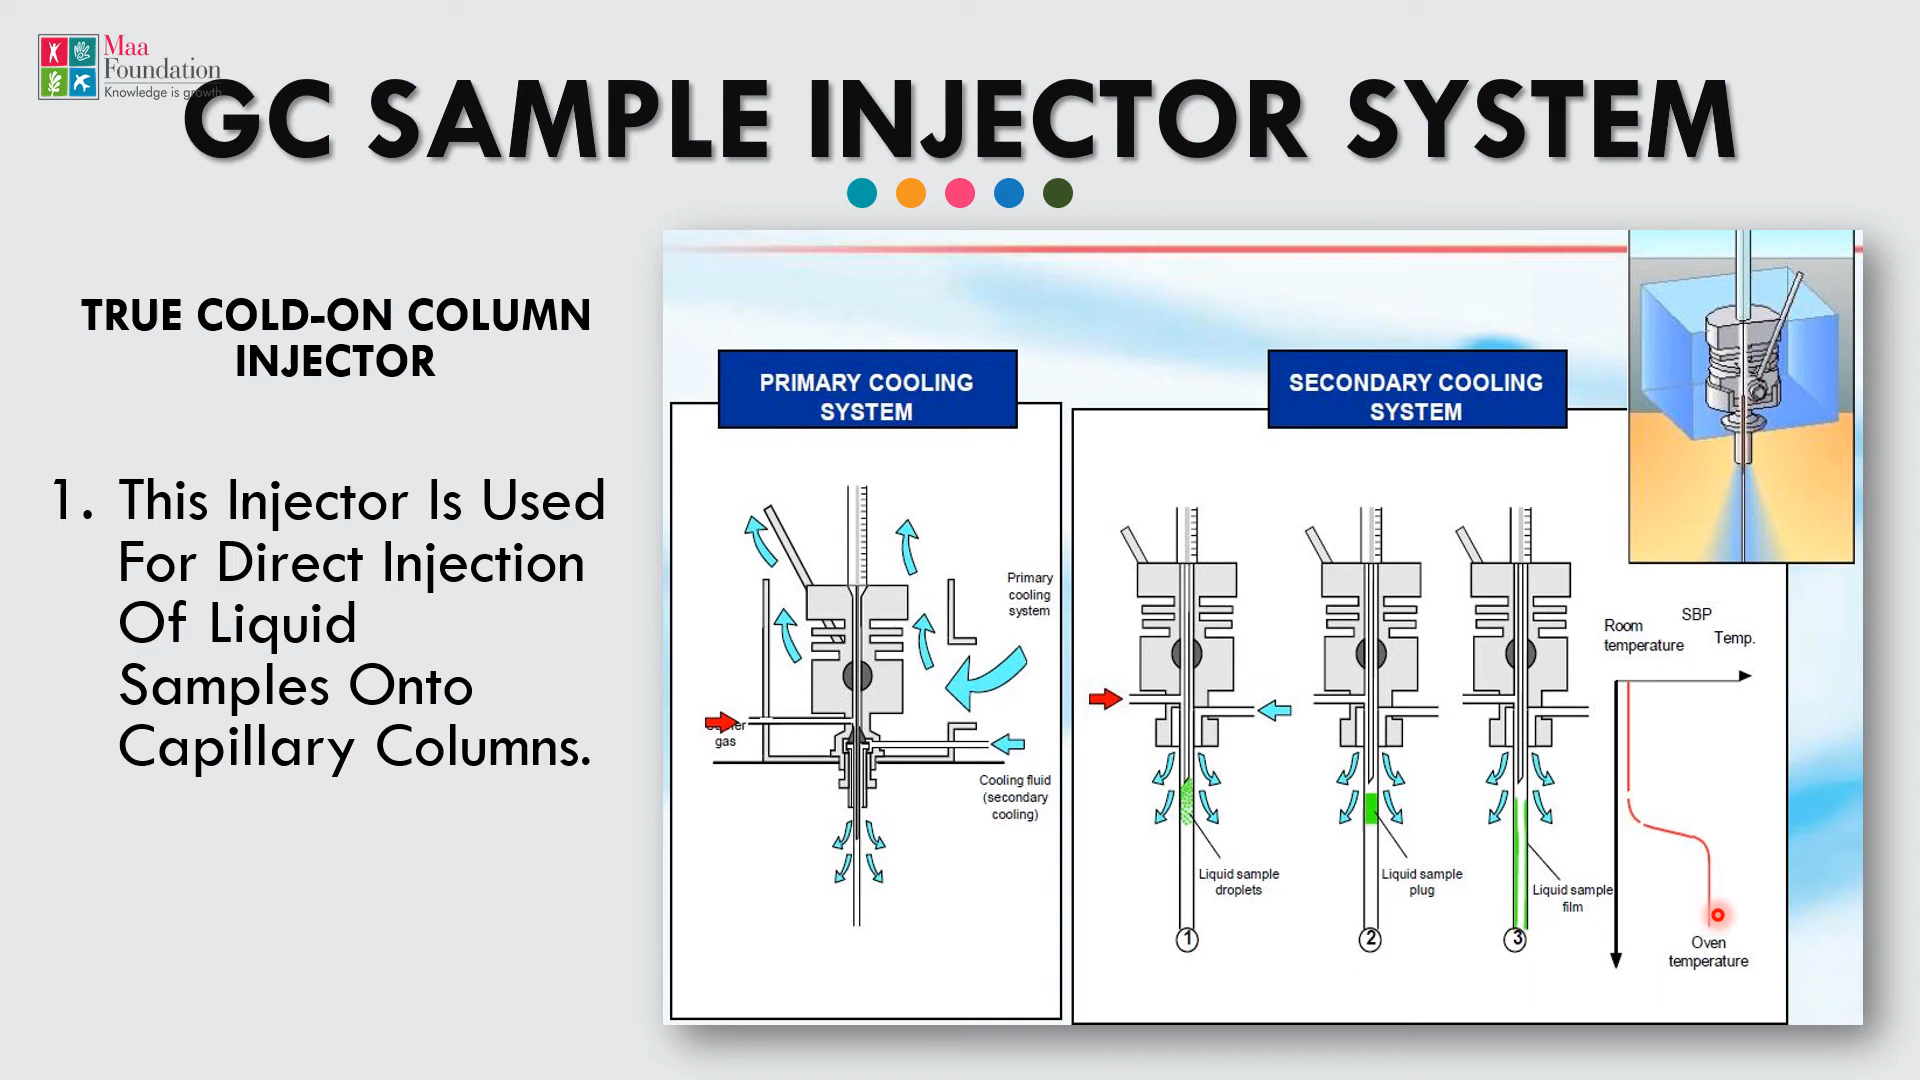 Maa
Foundation
Knowledge is growth
GC SAMPLE INJECTOR SYSTEM
TRUE COLD-ON COLUMN
INJECTOR
1. This Injector Is Used
For Direct Injection
Of Liquid
Samples Onto
Capillary Columns.
PRIMARY COOLING
SYSTEM
Primary
cooling
system
gas
Cooling fluid
(secondary
cooling)
SECONDARY COOLING
SYSTEM
Liquid sample
droplets
Liquid sample
plug
Liquid sample
film
1
2
3
Room
temperature
SBP
Temp.
Oven
temperature